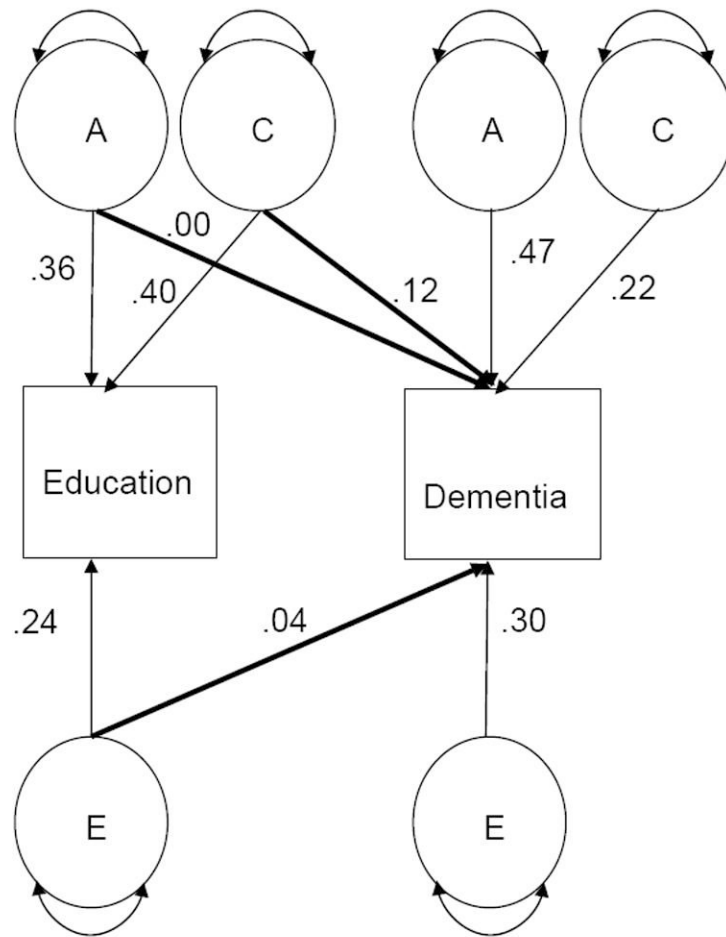 A C A C
.00
.36 .40 .12 .47 .22
Education Dementia
.24 .04 .30
E E